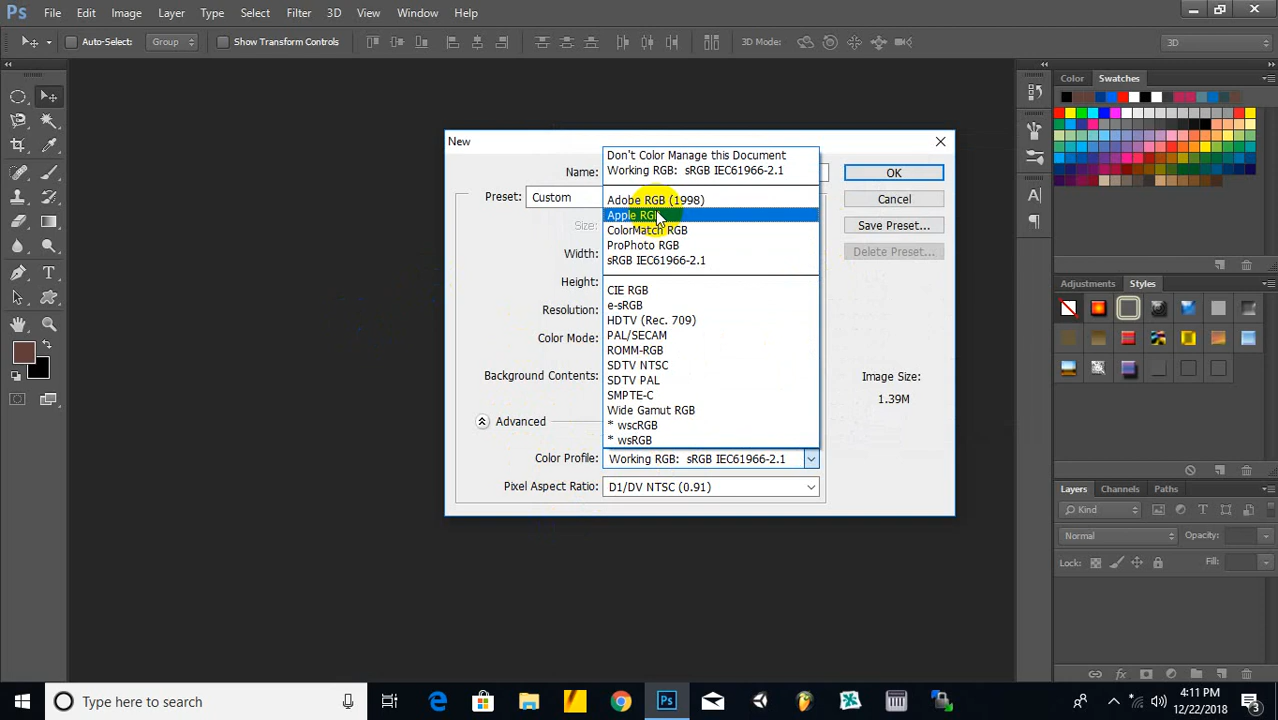 Ps File Edit Image Layer Type Select Filter 3D View Window Help
Auto-Select: Group Show Transform Controls 3D Mode: 3D
Color Swatches
New
Name:
OK
Preset: Custom
Cancel
Size:
Save Preset...
Width:
Delete Preset...
Height:
Resolution:
Color Mode:
Background Contents:
Image Size:
1.39M
Advanced
Don't Color Manage this Document
Working RGB: sRGB IEC61966-2.1
Adobe RGB (1998)
Apple RGB
ColorMatch RGB
ProPhoto RGB
sRGB IEC61966-2.1
CIE RGB
e-sRGB
HDTV (Rec. 709)
PAL/SECAM
ROMM-RGB
SDTV NTSC
SDTV PAL
SMPTE-C
Wide Gamut RGB
* wscRGB
* wsRGB
Color Profile: Working RGB: sRGB IEC61966-2.1
Pixel Aspect Ratio: D1/DV NTSC (0.91)
Adjustments Styles
Layers Channels Paths
Kind
Normal Opacity:
Lock: Fill:
Type here to search
Ps
4:11 PM
12/22/2018
3